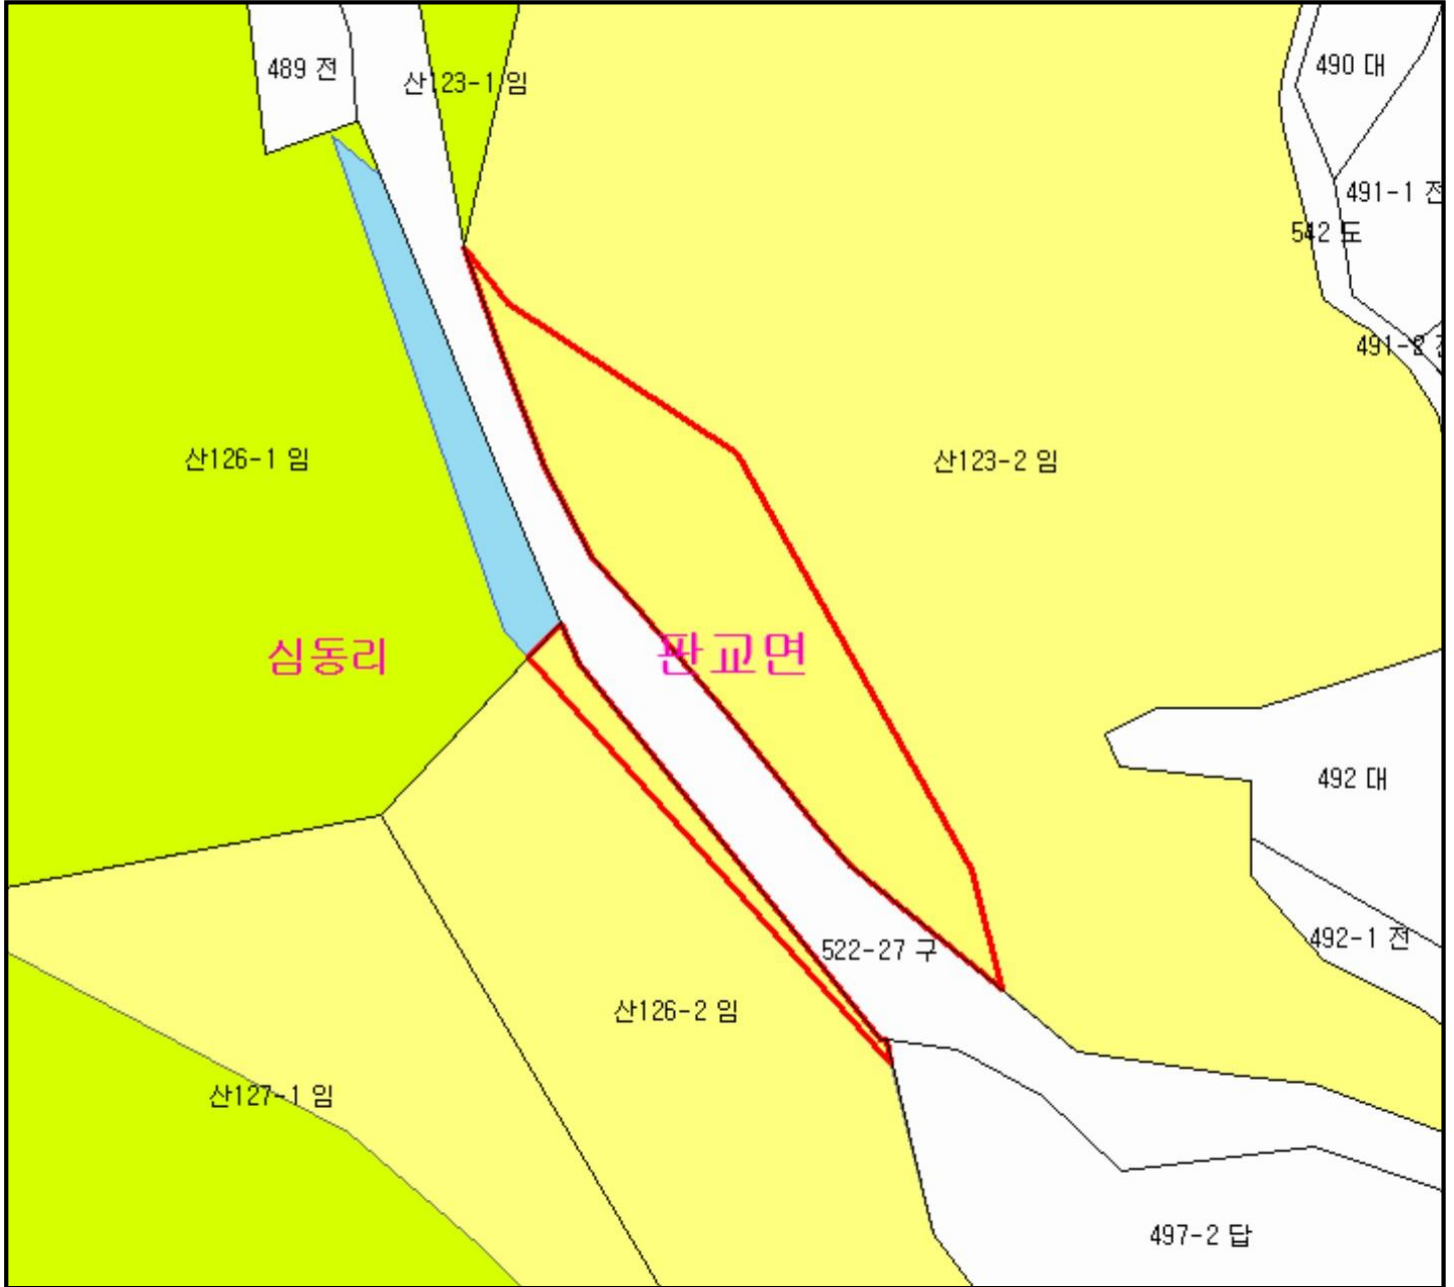 489 전
산123-1 임
490 대
491-1 전
542 도
491-2 전
산126-1 임
산123-2 임
심동리
판교면
492 대
492-1 전
522-27 구
산126-2 임
산127-1 임
497-2 답